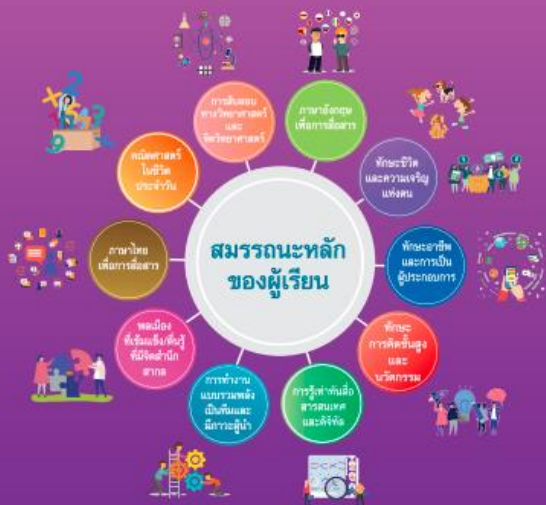 สมรรถนะหลัก
ของผู้เรียน
ภาษาไทย
เพื่อการสื่อสาร
คณิตศาสตร์
ในชีวิต
ประจำวัน
การสืบสอบ
ทางวิทยาศาสตร์
และ
จิตวิทยาศาสตร์
ภาษาอังกฤษ
เพื่อการสื่อสาร
ทักษะชีวิต
และความเจริญ
แห่งตน
ทักษะอาชีพ
และการเป็น
ผู้ประกอบการ
ทักษะ
การคิดขั้นสูง
และ
นวัตกรรม
การรู้เท่าทันสื่อ
สารสนเทศ
และดิจิทัล
การทำงาน
แบบรวมพลัง
เป็นทีมและ
มีภาวะผู้นำ
พลเมือง
ที่เข้มแข็ง/ตื่นรู้
ที่มีจิตสำนึก
สากล